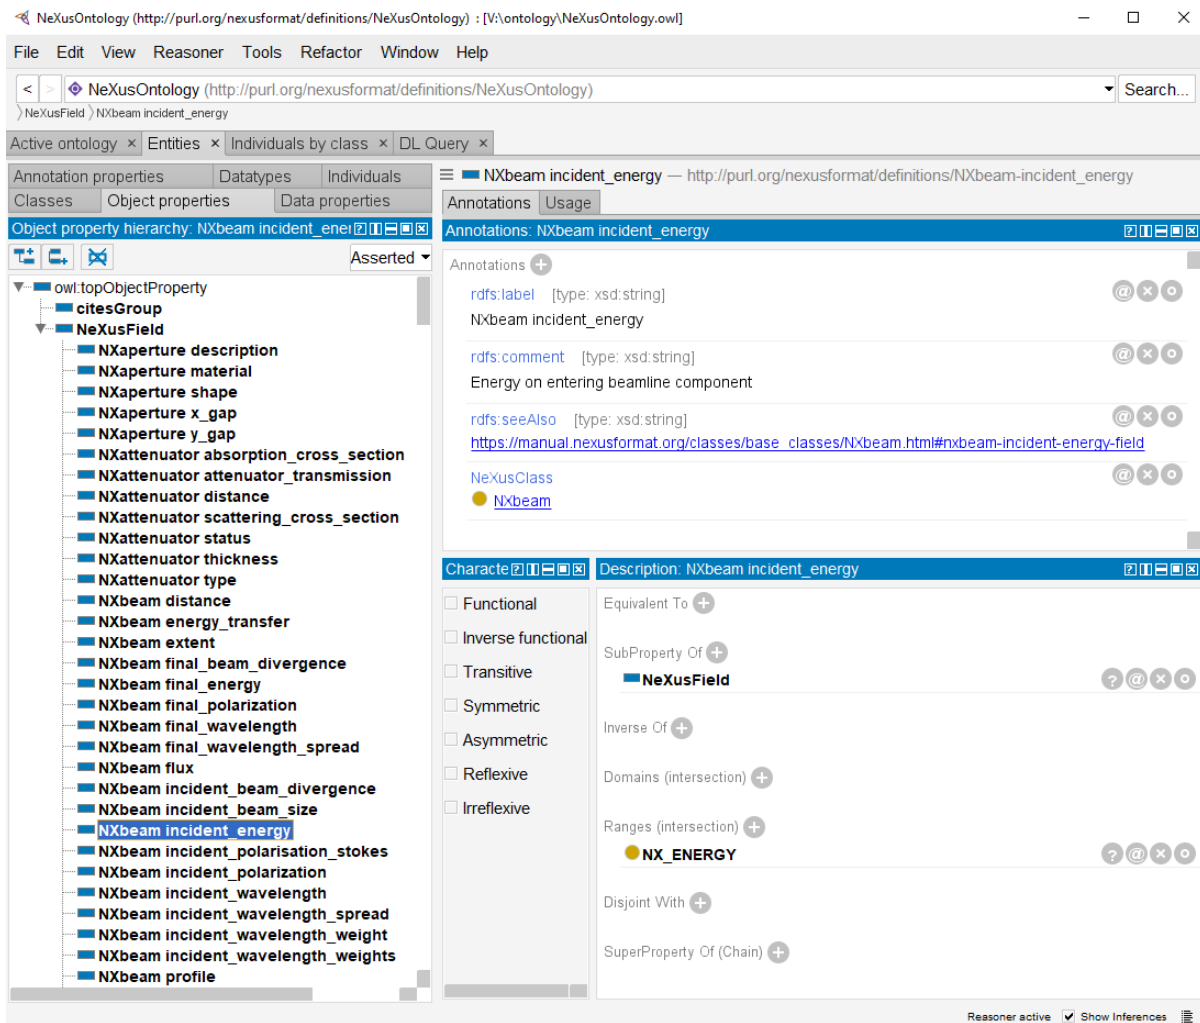 NeXusOntology (http://purl.org/nexusformat/definitions/NeXusOntology) : [V:\ontology\NeXusOntology.owl]
File Edit View Reasoner Tools Refactor Window Help
< > NeXusOntology (http://purl.org/nexusformat/definitions/NeXusOntology) Search...
NeXusField NXbeam incident_energy
Active ontology × Entities × Individuals by class × DL Query ×
Annotation properties Datatypes Individuals
Classes Object properties Data properties
Object property hierarchy: NXbeam incident_ener
Asserted
owl:topObjectProperty
citesGroup
NeXusField
NXaperture description
NXaperture material
NXaperture shape
NXaperture x_gap
NXaperture y_gap
NXattenuator absorption_cross_section
NXattenuator attenuator_transmission
NXattenuator distance
NXattenuator scattering_cross_section
NXattenuator status
NXattenuator thickness
NXattenuator type
NXbeam distance
NXbeam energy_transfer
NXbeam extent
NXbeam final_beam_divergence
NXbeam final_energy
NXbeam final_polarization
NXbeam final_wavelength
NXbeam final_wavelength_spread
NXbeam flux
NXbeam incident_beam_divergence
NXbeam incident_beam_size
NXbeam incident_energy
NXbeam incident_polarisation_stokes
NXbeam incident_polarization
NXbeam incident_wavelength
NXbeam incident_wavelength_spread
NXbeam incident_wavelength_weight
NXbeam incident_wavelength_weights
NXbeam profile
NXbeam incident_energy — http://purl.org/nexusformat/definitions/NXbeam-incident_energy
Annotations Usage
Annotations: NXbeam incident_energy
Annotations
rdfs:label [type: xsd:string]
NXbeam incident_energy
rdfs:comment [type: xsd:string]
Energy on entering beamline component
rdfs:seeAlso [type: xsd:string]
https://manual.nexusformat.org/classes/base_classes/NXbeam.html#nxbeam-incident-energy-field
NeXusClass
NXbeam
Characte
Functional
Inverse functional
Transitive
Symmetric
Asymmetric
Reflexive
Irreflexive
Description: NXbeam incident_energy
Equivalent To
SubProperty Of
NeXusField
Inverse Of
Domains (intersection)
Ranges (intersection)
NX_ENERGY
Disjoint With
SuperProperty Of (Chain)
Reasoner active Show Inferences